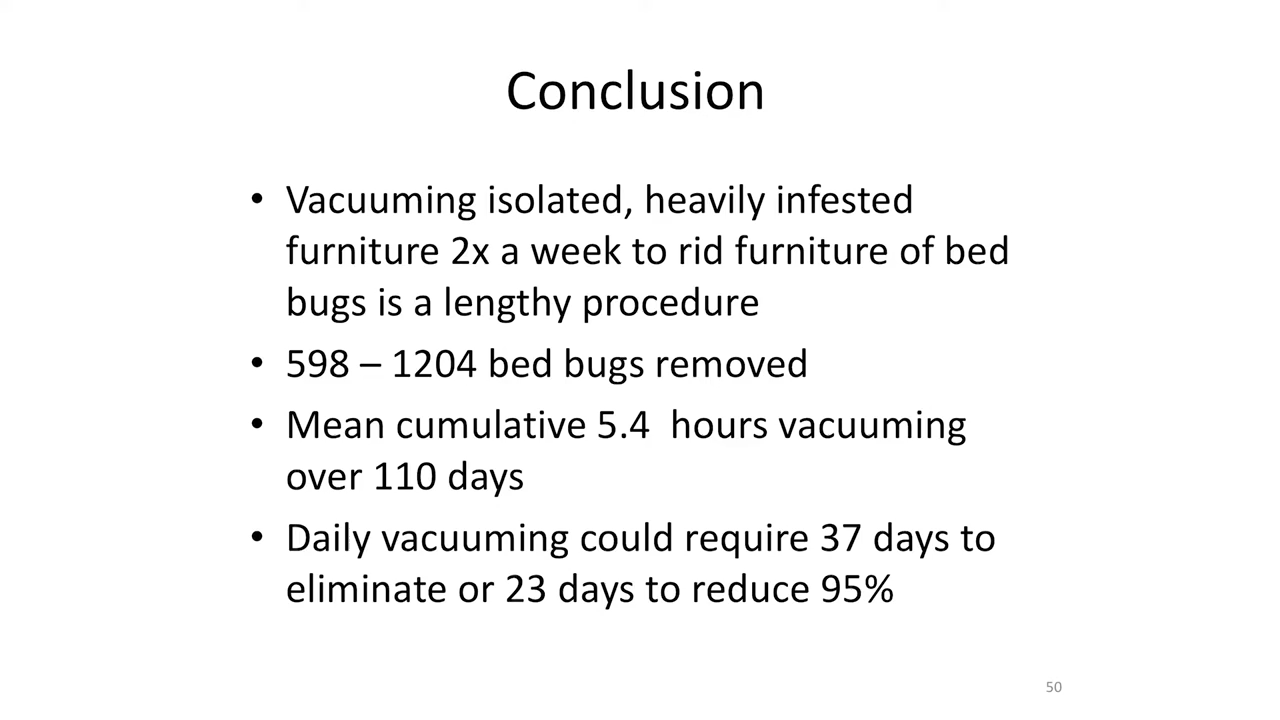 Conclusion
• Vacuuming isolated, heavily infested
furniture 2x a week to rid furniture of bed
bugs is a lengthy procedure
• 598 – 1204 bed bugs removed
• Mean cumulative 5.4  hours vacuuming
over 110 days
• Daily vacuuming could require 37 days to
eliminate or 23 days to reduce 95%
50